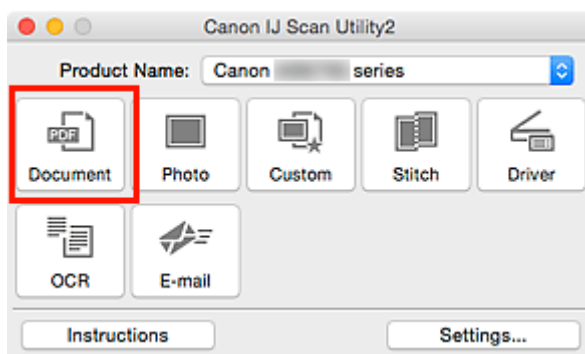 Canon IJ Scan Utility2
Product Name: Canon series
PDF
Document Photo Custom Stitch Driver
OCR E-mail
Instructions Settings...